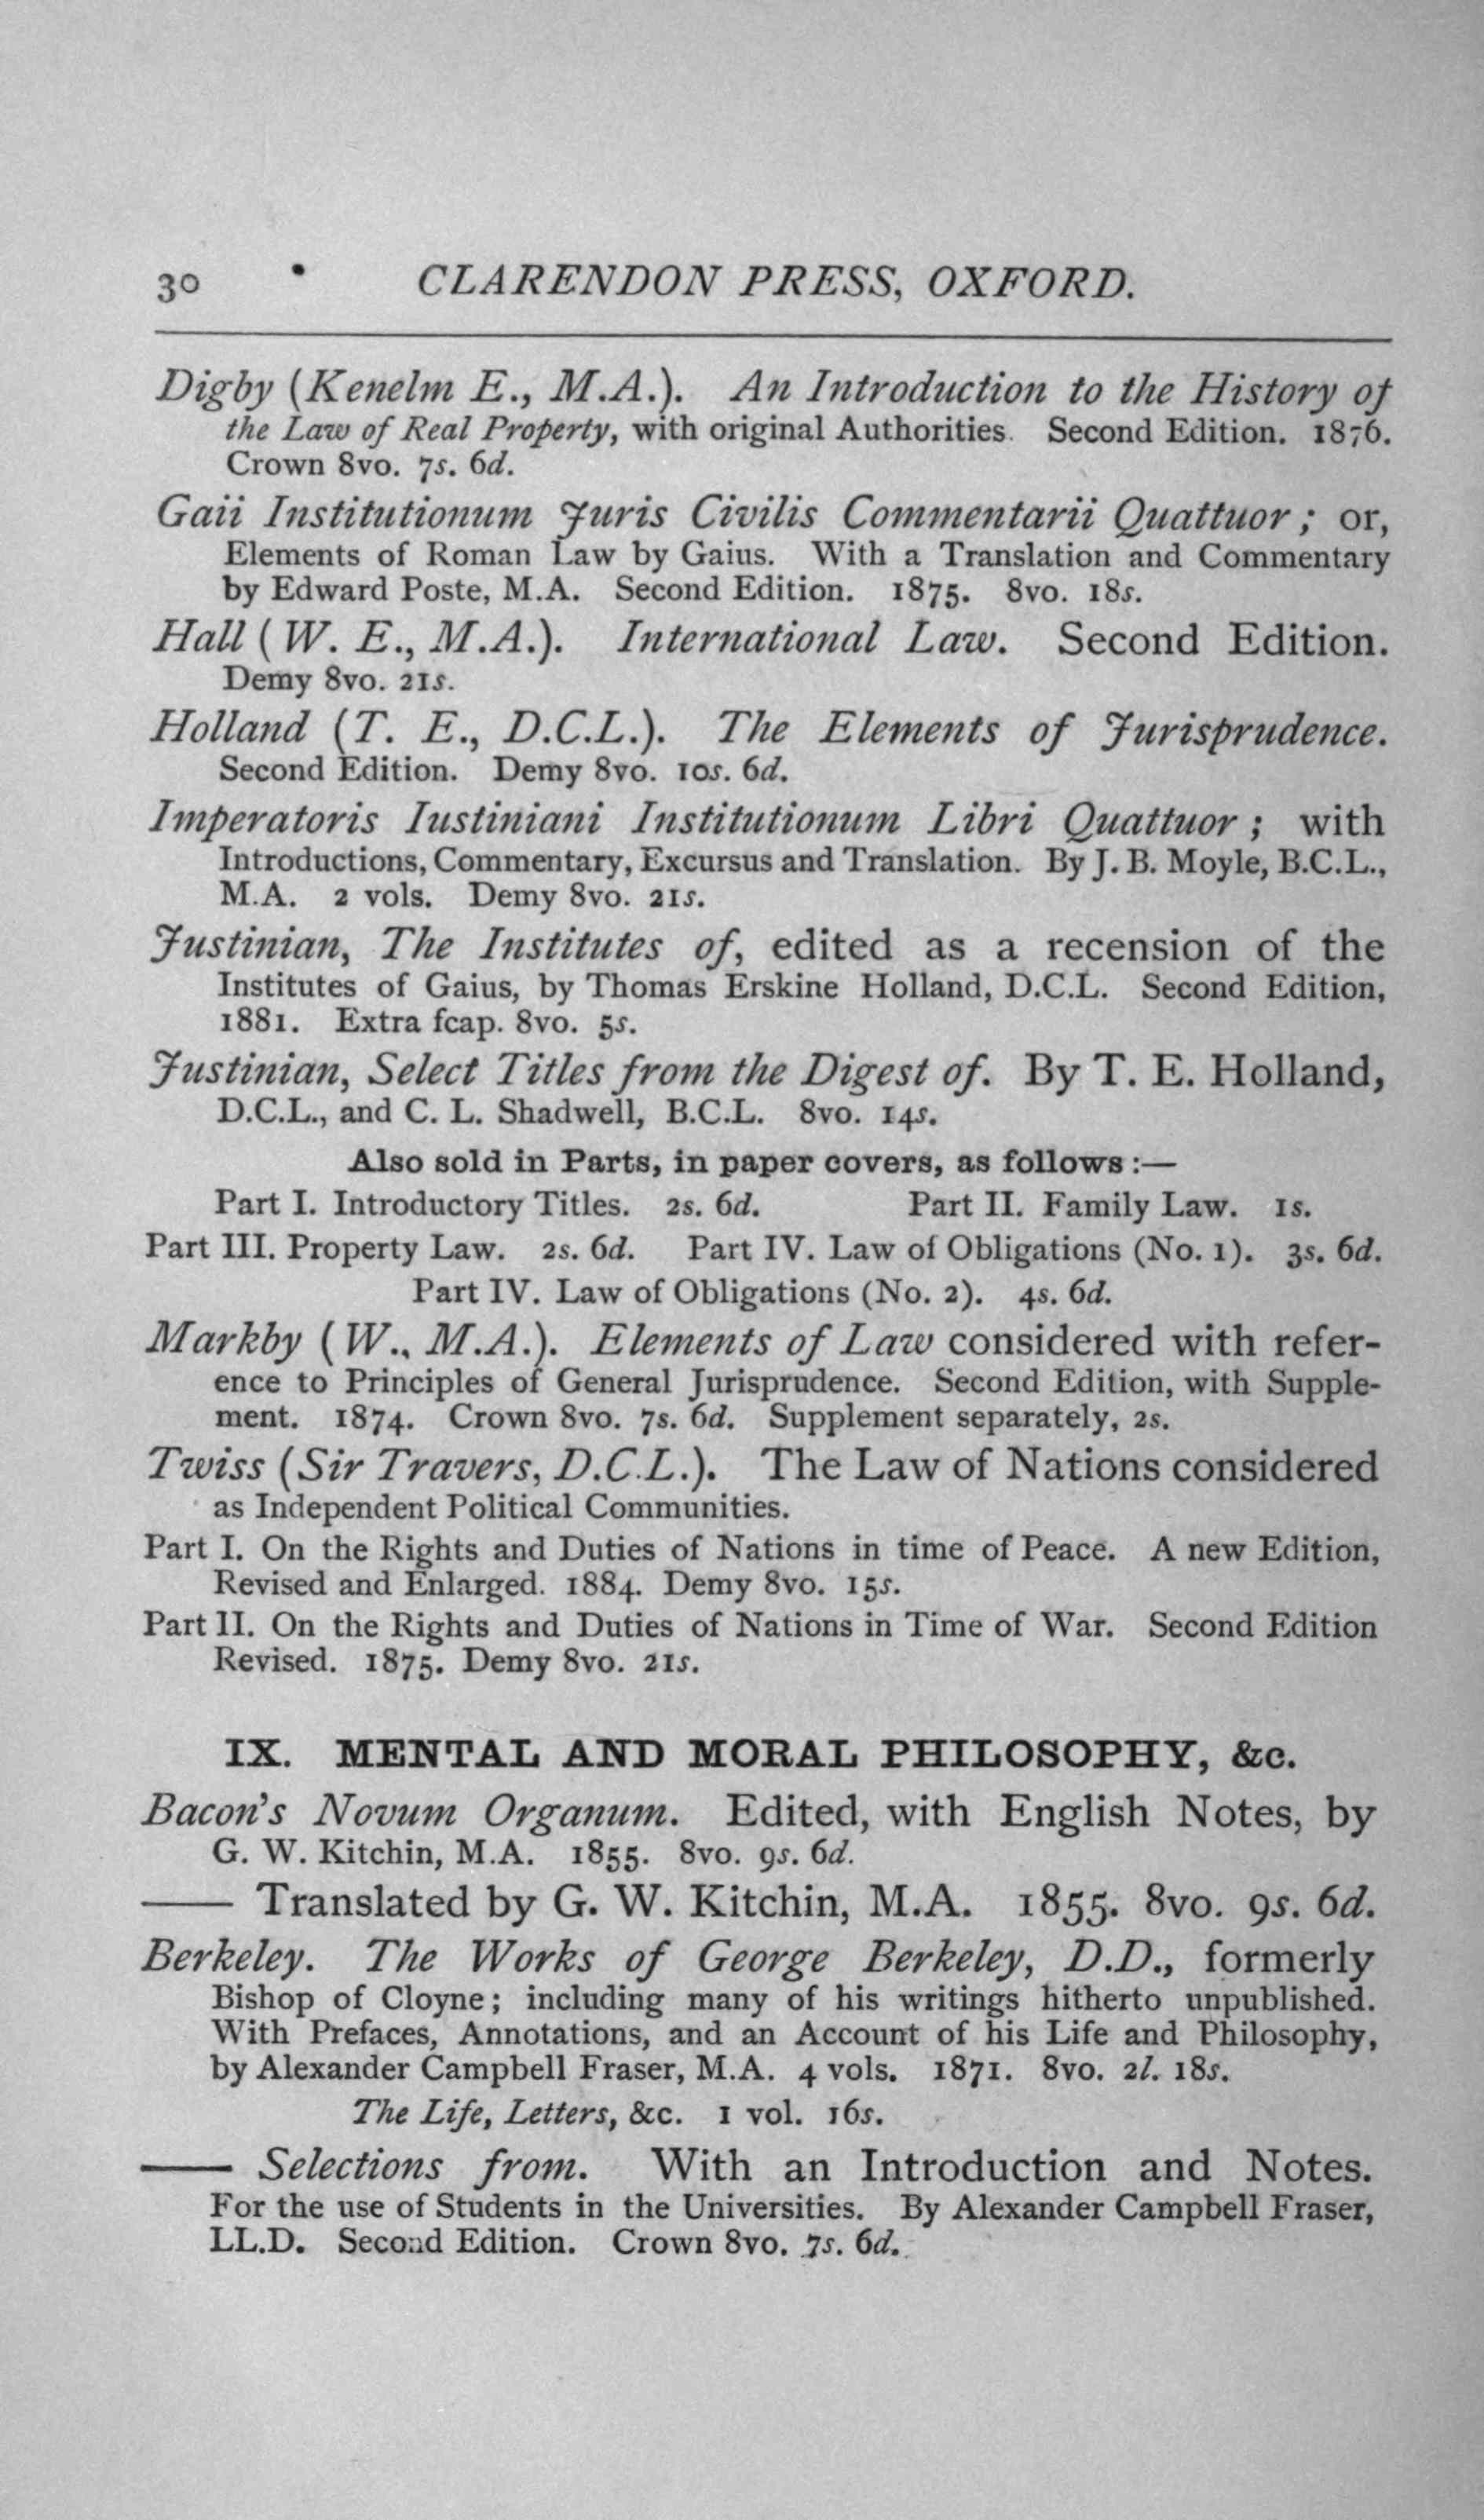 30 CLARENDON PRESS, OXFORD.
Digby (Kenelm E., M.A.). An Introduction to the History of
the Law of Real Property, with original Authorities. Second Edition. 1876.
Crown 8vo. 7s. 6d.
Gaii Institutionum Juris Civilis Commentarii Quattuor; or,
Elements of Roman Law by Gaius. With a Translation and Commentary
by Edward Poste, M.A. Second Edition. 1875. 8vo. 18s.
Hall (W. E., M.A.). International Law. Second Edition.
Demy 8vo. 21s.
Holland (T. E., D.C.L.). The Elements of Jurisprudence.
Second Edition. Demy 8vo. 10s. 6d.
Imperatoris Iustiniani Institutionum Libri Quattuor; with
Introductions, Commentary, Excursus and Translation. By J. B. Moyle, B.C.L.,
M.A. 2 vols. Demy 8vo. 21s.
Justinian, The Institutes of, edited as a recension of the
Institutes of Gaius, by Thomas Erskine Holland, D.C.L. Second Edition,
1881. Extra fcap. 8vo. 5s.
Justinian, Select Titles from the Digest of. By T. E. Holland,
D.C.L., and C. L. Shadwell, B.C.L. 8vo. 14s.
Also sold in Parts, in paper covers, as follows:—
Part I. Introductory Titles. 2s. 6d. Part II. Family Law. 1s.
Part III. Property Law. 2s. 6d. Part IV. Law of Obligations (No. 1). 3s. 6d.
Part IV. Law of Obligations (No. 2). 4s. 6d.
Markby (W., M.A.). Elements of Law considered with refer-
ence to Principles of General Jurisprudence. Second Edition, with Supple-
ment. 1874. Crown 8vo. 7s. 6d. Supplement separately, 2s.
Twiss (Sir Travers, D.C.L.). The Law of Nations considered
as Independent Political Communities.
Part I. On the Rights and Duties of Nations in time of Peace. A new Edition,
Revised and Enlarged. 1884. Demy 8vo. 15s.
Part II. On the Rights and Duties of Nations in Time of War. Second Edition
Revised. 1875. Demy 8vo. 21s.
IX. MENTAL AND MORAL PHILOSOPHY, &c.
Bacon's Novum Organum. Edited, with English Notes, by
G. W. Kitchin, M.A. 1855. 8vo. 9s. 6d.
—— Translated by G. W. Kitchin, M.A. 1855. 8vo. 9s. 6d.
Berkeley. The Works of George Berkeley, D.D., formerly
Bishop of Cloyne; including many of his writings hitherto unpublished.
With Prefaces, Annotations, and an Account of his Life and Philosophy,
by Alexander Campbell Fraser, M.A. 4 vols. 1871. 8vo. 2l. 18s.
The Life, Letters, &c. 1 vol. 16s.
—— Selections from. With an Introduction and Notes.
For the use of Students in the Universities. By Alexander Campbell Fraser,
LL.D. Second Edition. Crown 8vo. 7s. 6d.